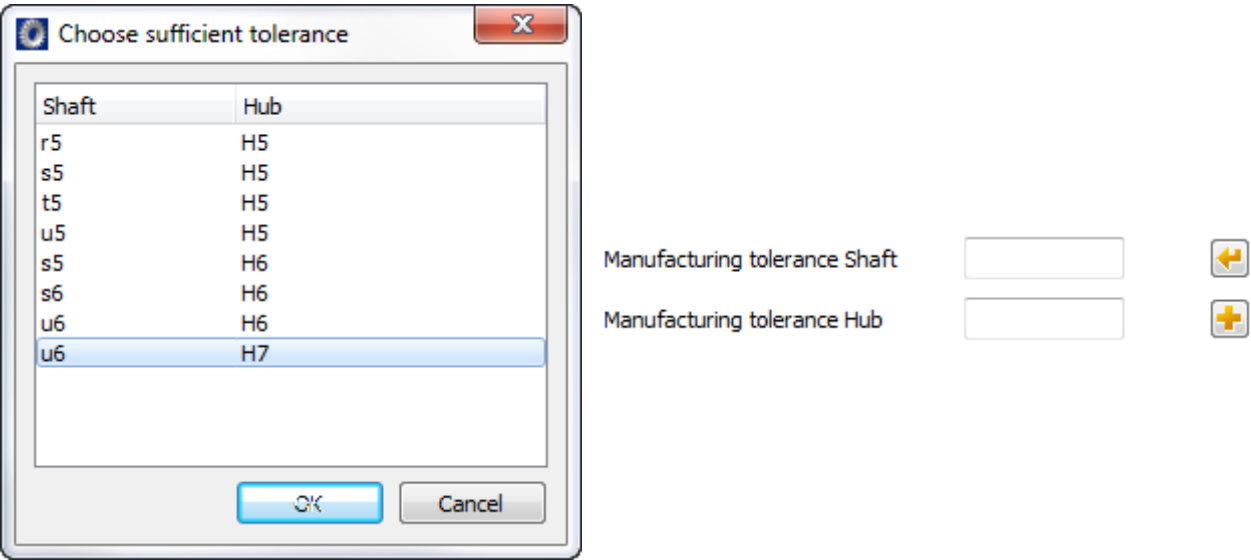 Choose sufficient tolerance
Shaft Hub
r5 H5
s5 H5
t5 H5
u5 H5
s5 H6
s6 H6
u6 H6
u6 H7
OK Cancel
Manufacturing tolerance Shaft
Manufacturing tolerance Hub